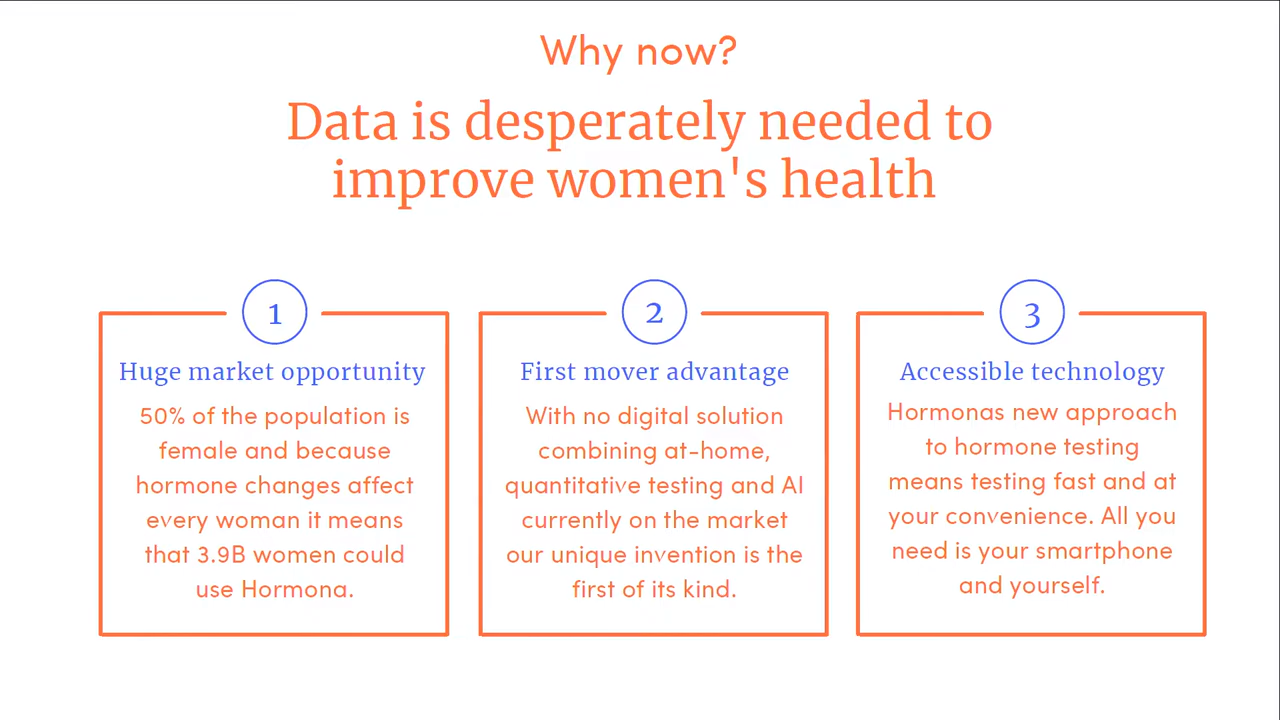 Why now?
Data is desperately needed to
improve women's health
1
Huge market opportunity
50% of the population is
female and because
hormone changes affect
every woman it means
that 3.9B women could
use Hormona.
2
First mover advantage
With no digital solution
combining at-home,
quantitative testing and AI
currently on the market
our unique invention is the
first of its kind.
3
Accessible technology
Hormonas new approach
to hormone testing
means testing fast and at
your convenience. All you
need is your smartphone
and yourself.